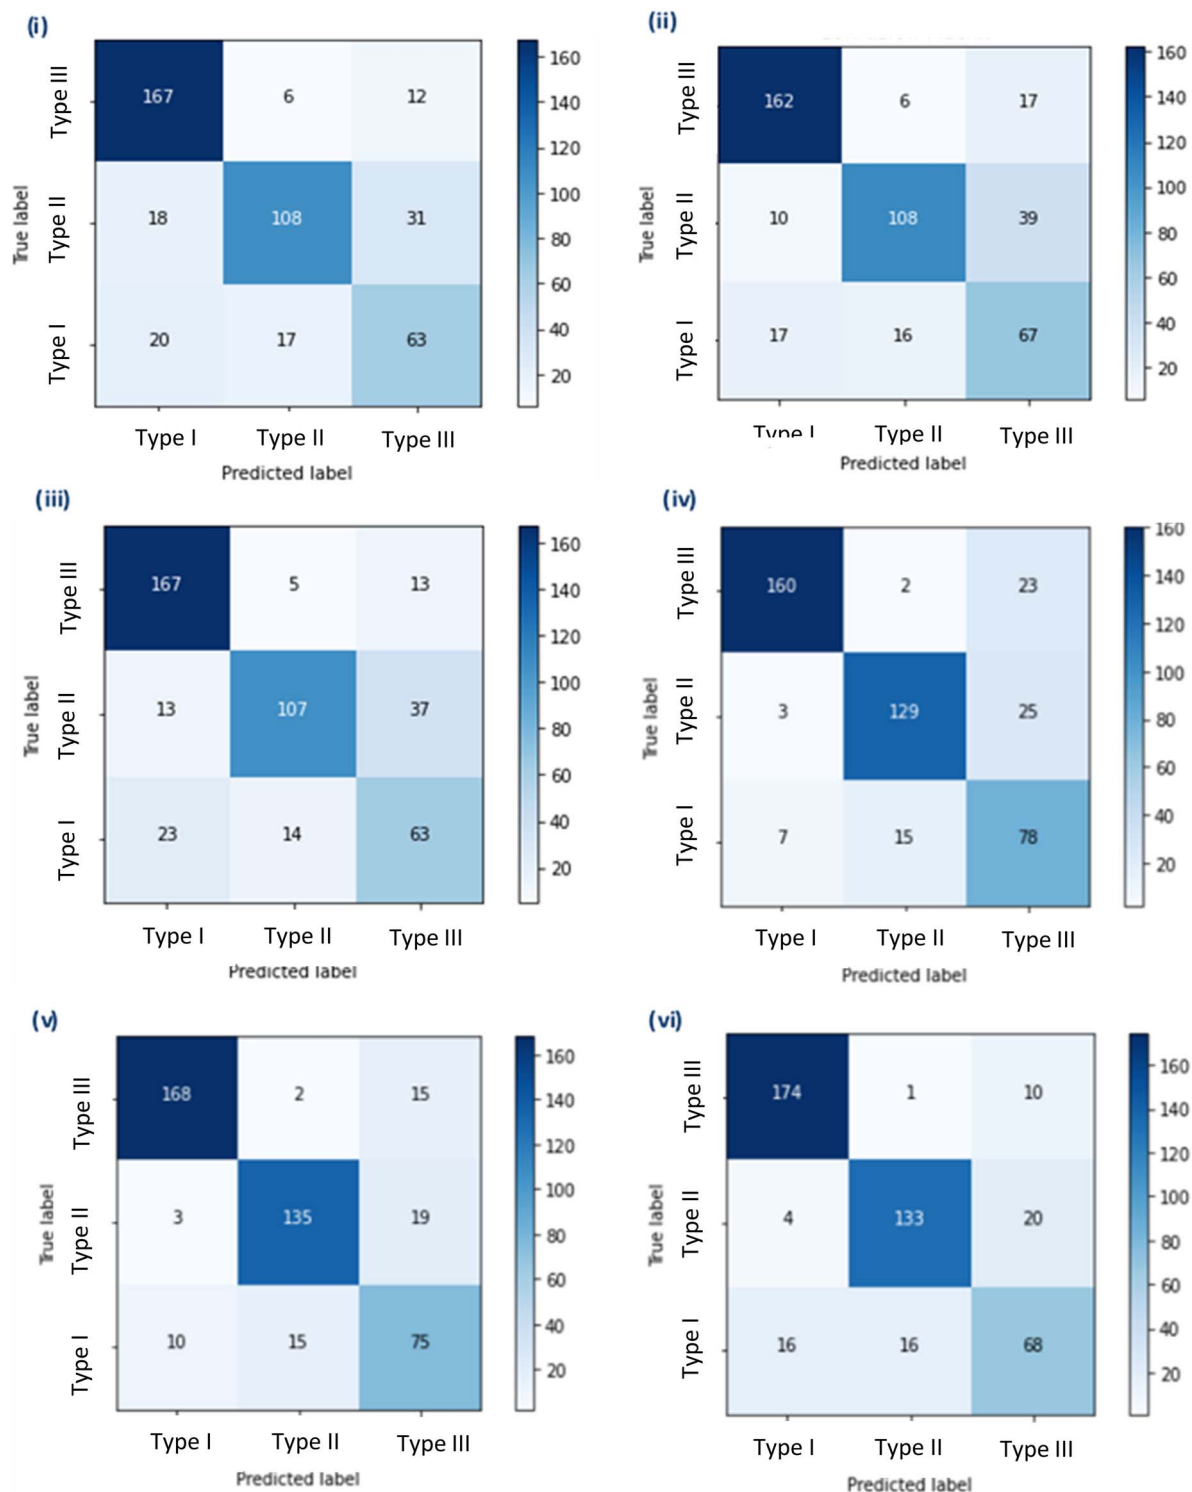 (i)
Type III
167 6 12
Type II
18 108 31
Type I
20 17 63
True label
Type I Type II Type III
Predicted label
160
140
120
100
80
60
40
20
(ii)
Type III
162 6 17
Type II
10 108 39
Type I
17 16 67
True label
Type I Type II Type III
Predicted label
160
140
120
100
80
60
40
20
(iii)
Type III
167 5 13
Type II
13 107 37
Type I
23 14 63
True label
Type I Type II Type III
Predicted label
160
140
120
100
80
60
40
20
(iv)
Type III
160 2 23
Type II
3 129 25
Type I
7 15 78
True label
Type I Type II Type III
Predicted label
160
140
120
100
80
60
40
20
(v)
Type III
168 2 15
Type II
3 135 19
Type I
10 15 75
True label
Type I Type II Type III
Predicted label
160
140
120
100
80
60
40
20
(vi)
Type III
174 1 10
Type II
4 133 20
Type I
16 16 68
True label
Type I Type II Type III
Predicted label
160
140
120
100
80
60
40
20